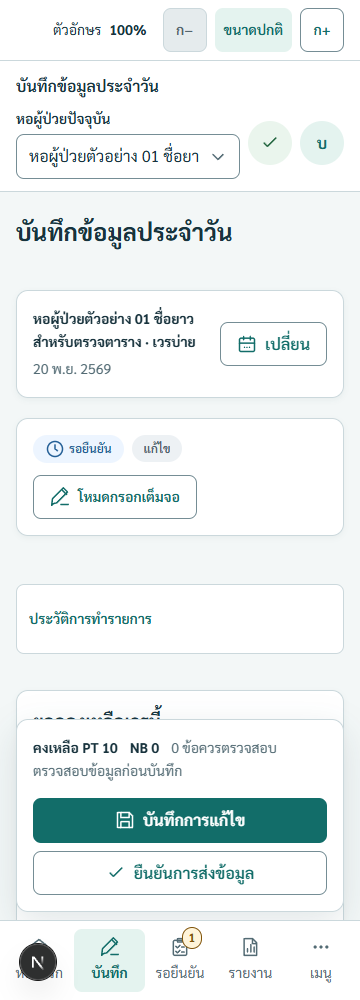 ตัวอักษร 100% ก− ขนาดปกติ ก+
บันทึกข้อมูลประจำวัน
หอผู้ป่วยปัจจุบัน
หอผู้ป่วยตัวอย่าง 01 ชื่อยา
บ
บันทึกข้อมูลประจำวัน
หอผู้ป่วยตัวอย่าง 01 ชื่อยาว
สำหรับตรวจตาราง · เวรบ่าย
20 พ.ย. 2569
เปลี่ยน
รอยืนยัน แก้ไข
โหมดกรอกเต็มจอ
ประวัติการทำรายการ
คงเหลือ PT 10 NB 0 0 ข้อควรตรวจสอบ
ตรวจสอบข้อมูลก่อนบันทึก
บันทึกการแก้ไข
ยืนยันการส่งข้อมูล
1
N
บันทึก รอยืนยัน รายงาน เมนู